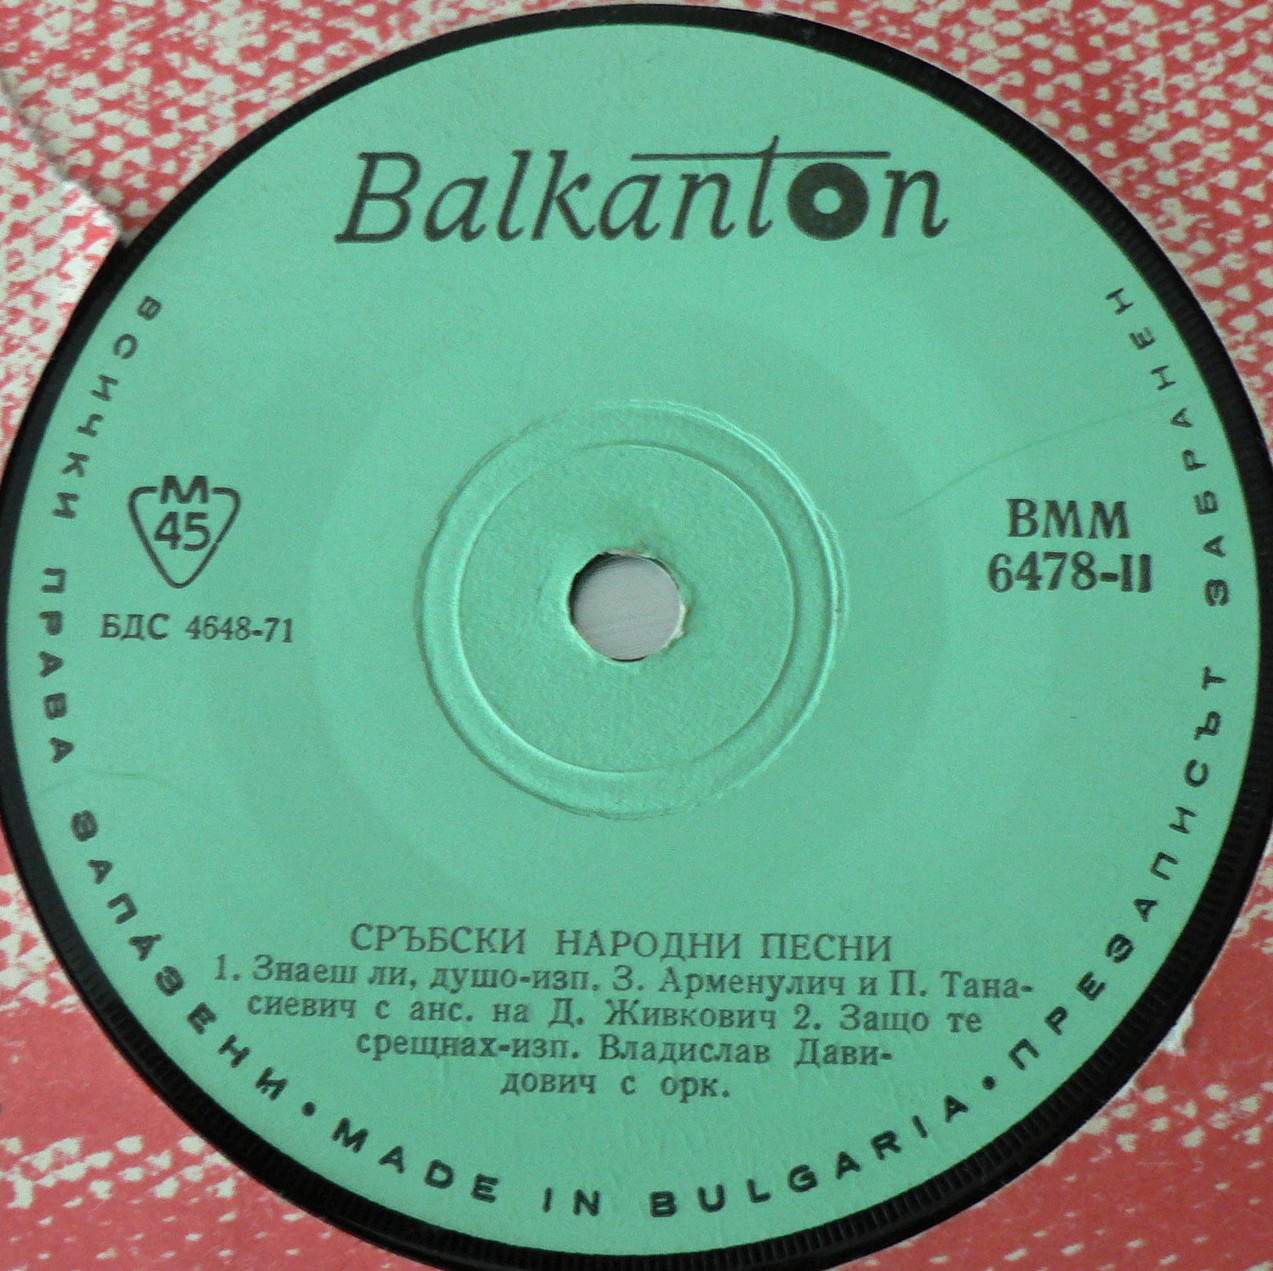 Balkanton
M
45
БДС 4648-71
ВММ
6478-II
СРЪБСКИ НАРОДНИ ПЕСНИ
1. Знаеш ли, душо-изп. З. Арменулич и П. Тана-
сиевич с анс. на Д. Живкович 2. Защо те
срещнах-изп. Владислав Дави-
дович с орк.
ВСИЧКИ ПРАВА ЗАПАЗЕНИ • MADE IN BULGARIA • ПРЕЗАПИСЪТ ЗАБРАНЕН